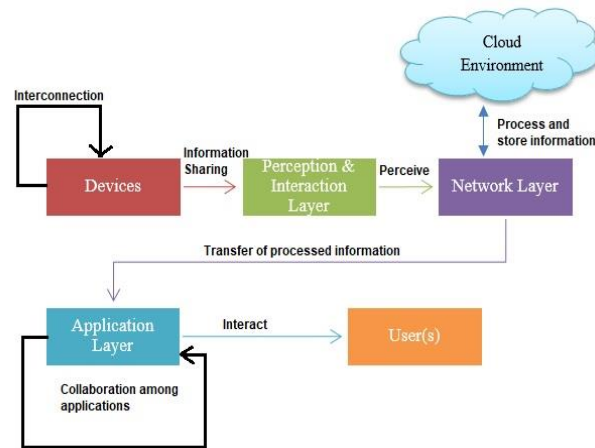 Cloud
Environment
Interconnection
Process and
store information
Information
Sharing
Devices
Perception &
Interaction
Layer
Perceive
Network Layer
Transfer of processed information
Application
Layer
Interact
User(s)
Collaboration among
applications